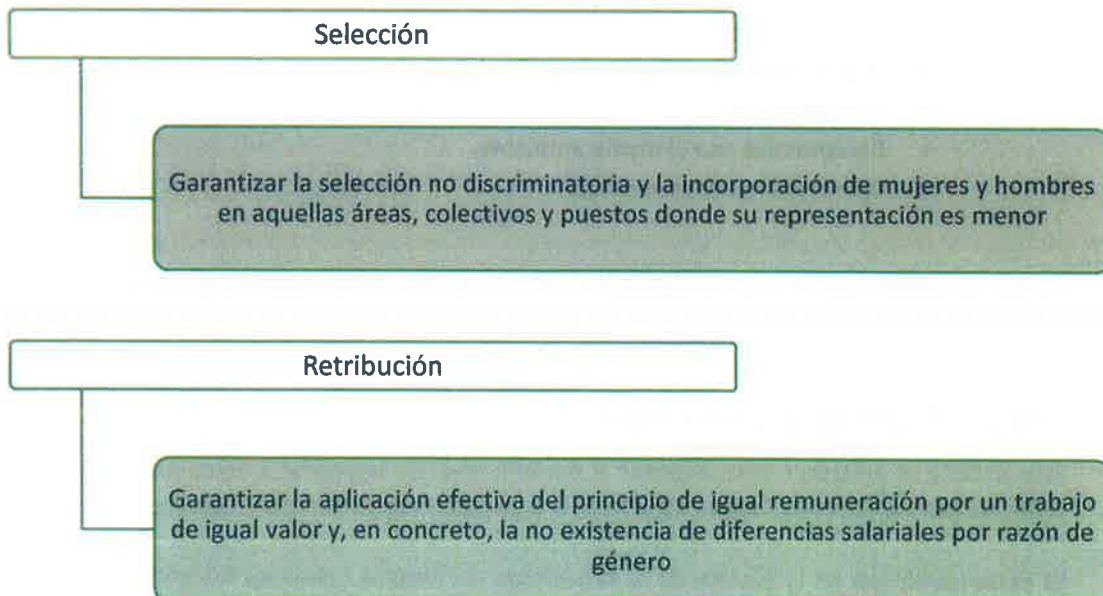 Selección
Garantizar la selección no discriminatoria y la incorporación de mujeres y hombres
en aquellas áreas, colectivos y puestos donde su representación es menor
Retribución
Garantizar la aplicación efectiva del principio de igual remuneración por un trabajo
de igual valor y, en concreto, la no existencia de diferencias salariales por razón de
género